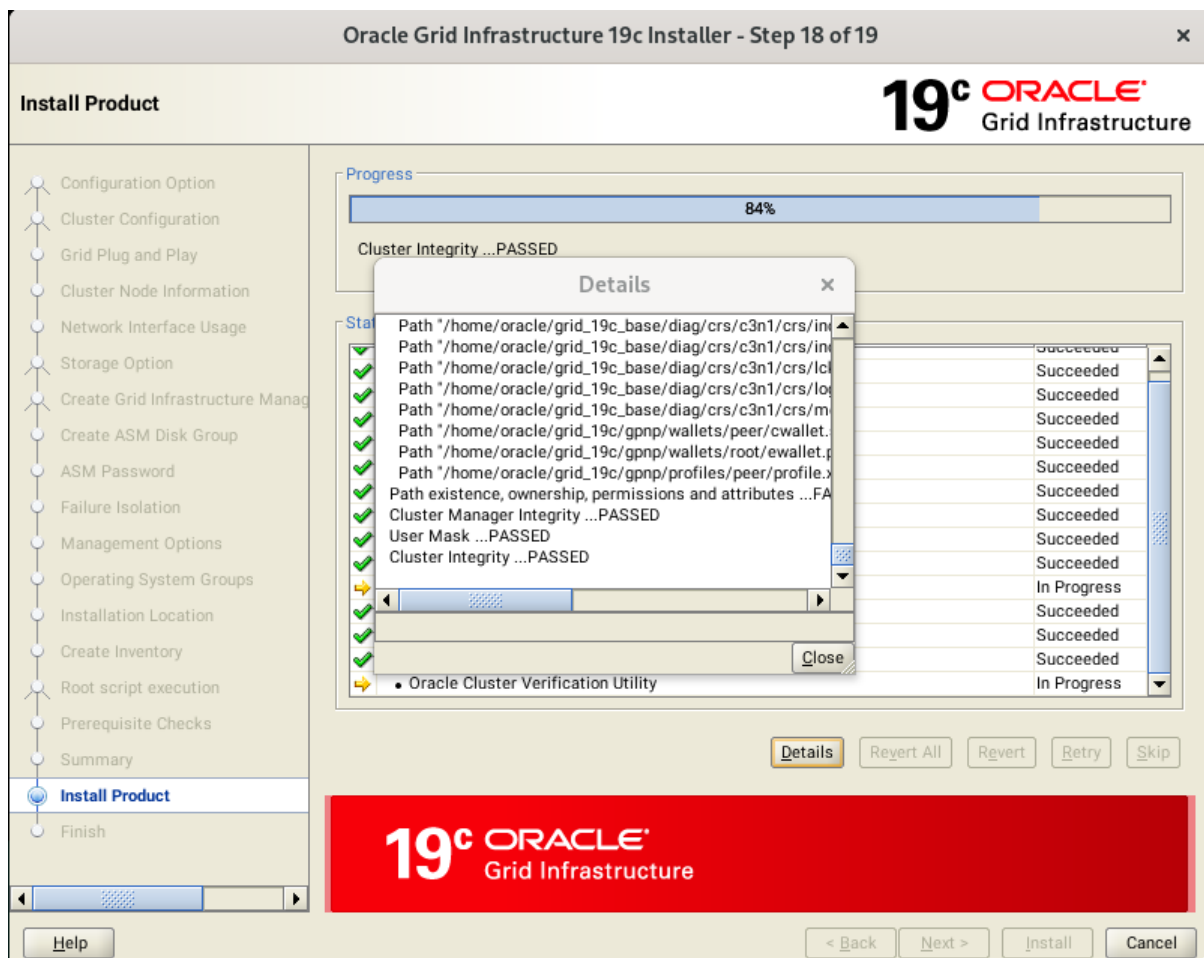 Oracle Grid Infrastructure 19c Installer - Step 18 of 19
Install Product
19c ORACLE
Grid Infrastructure
Configuration Option
Cluster Configuration
Grid Plug and Play
Cluster Node Information
Network Interface Usage
Storage Option
Create Grid Infrastructure Manag
Create ASM Disk Group
ASM Password
Failure Isolation
Management Options
Operating System Groups
Installation Location
Create Inventory
Root script execution
Prerequisite Checks
Summary
Install Product
Finish
Progress
84%
Cluster Integrity ...PASSED
Details
Path "/home/oracle/grid_19c_base/diag/crs/c3n1/crs/in
Path "/home/oracle/grid_19c_base/diag/crs/c3n1/crs/in
Path "/home/oracle/grid_19c_base/diag/crs/c3n1/crs/lc
Path "/home/oracle/grid_19c_base/diag/crs/c3n1/crs/lo
Path "/home/oracle/grid_19c_base/diag/crs/c3n1/crs/m
Path "/home/oracle/grid_19c/gpnp/wallets/peer/cwallet.
Path "/home/oracle/grid_19c/gpnp/wallets/root/ewallet.p
Path "/home/oracle/grid_19c/gpnp/profiles/peer/profile.x
Path existence, ownership, permissions and attributes ...FA
Cluster Manager Integrity ...PASSED
User Mask ...PASSED
Cluster Integrity ...PASSED
Close
Stat
Succeeded
Succeeded
Succeeded
Succeeded
Succeeded
Succeeded
Succeeded
Succeeded
Succeeded
Succeeded
In Progress
Succeeded
Succeeded
Succeeded
• Oracle Cluster Verification Utility In Progress
Details Revert All Revert Retry Skip
19c ORACLE
Grid Infrastructure
Help < Back Next > Install Cancel